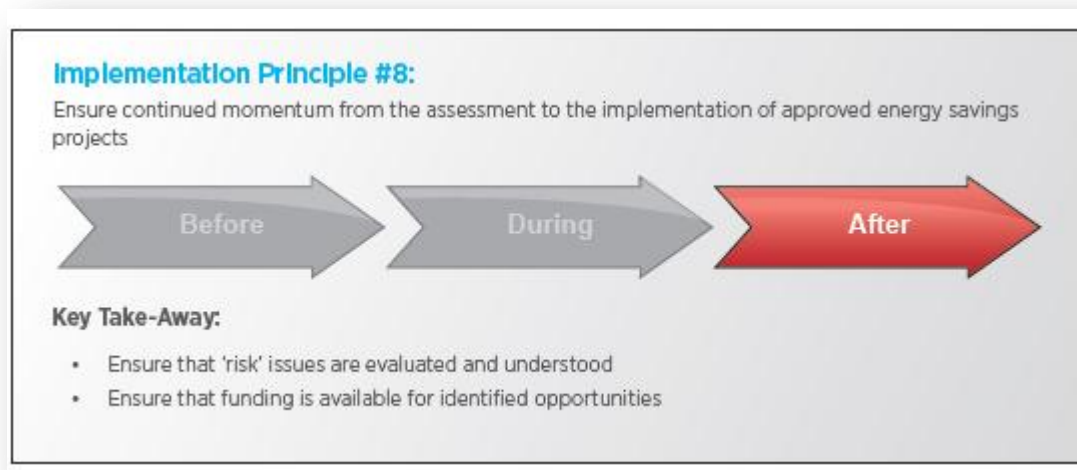 Implementation Principle #8:
Ensure continued momentum from the assessment to the implementation of approved energy savings
projects
Before During After
Key Take-Away:
• Ensure that ‘risk’ issues are evaluated and understood
• Ensure that funding is available for identified opportunities